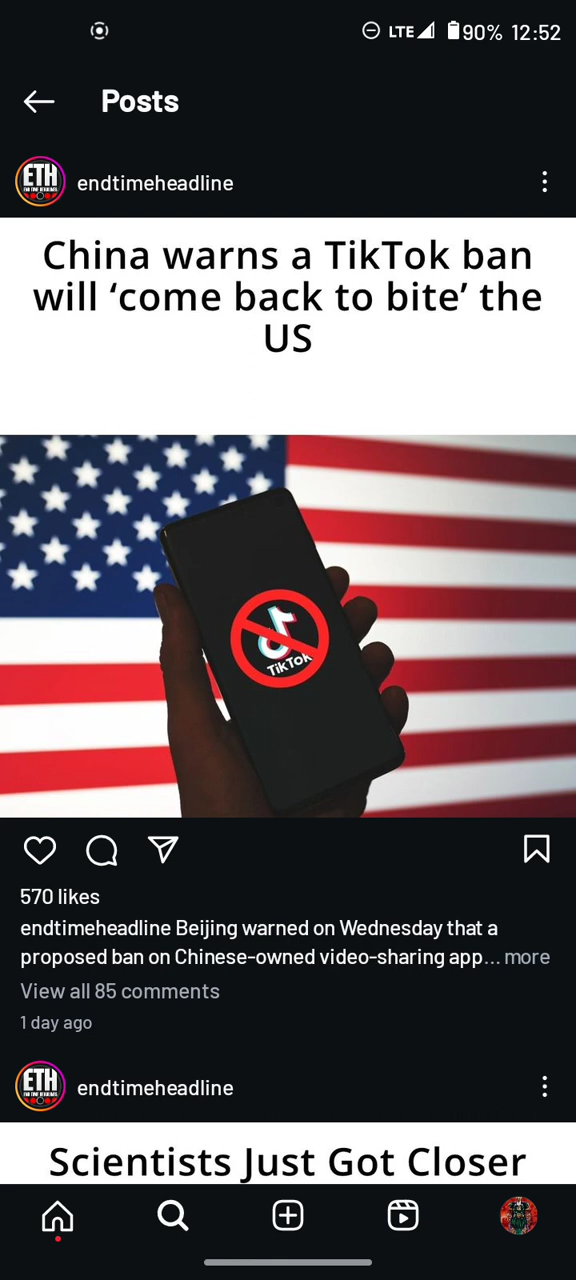 LTE 90% 12:52
Posts
ETH
endtimeheadline
China warns a TikTok ban
will ‘come back to bite’ the
US
TikTok
570 likes
endtimeheadline Beijing warned on Wednesday that a
proposed ban on Chinese-owned video-sharing app... more
View all 85 comments
1 day ago
ETH
endtimeheadline
Scientists Just Got Closer